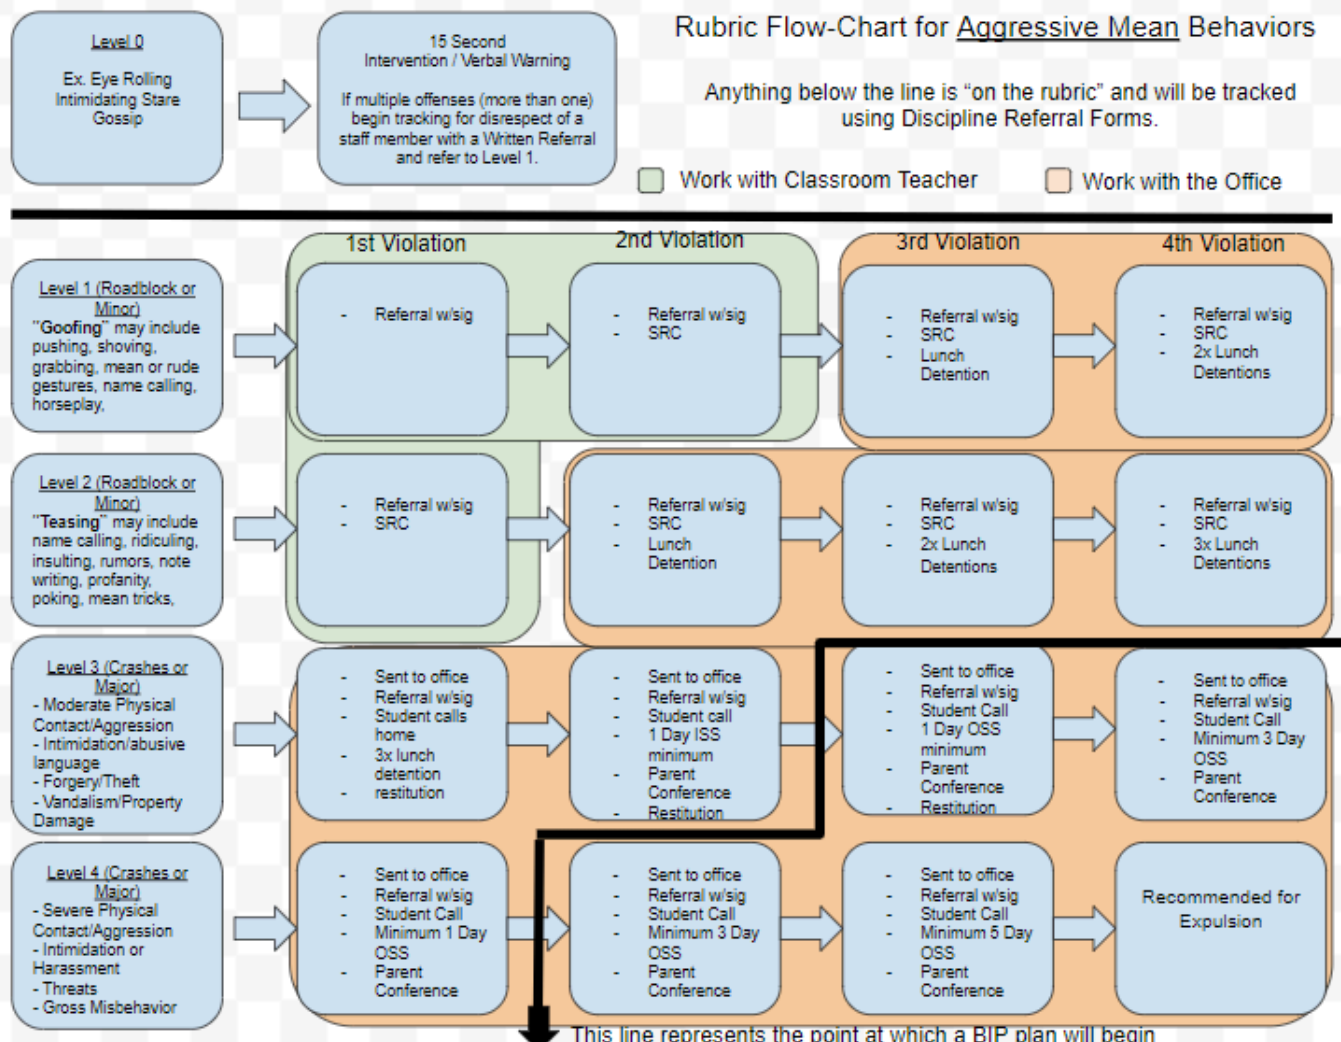 Rubric Flow-Chart for Aggressive Mean Behaviors
Anything below the line is “on the rubric” and will be tracked
using Discipline Referral Forms.
Work with Classroom Teacher
Work with the Office
Level 0
Ex. Eye Rolling
Intimidating Stare
Gossip
15 Second
Intervention / Verbal Warning
If multiple offenses (more than one)
begin tracking for disrespect of a
staff member with a Written Referral
and refer to Level 1.
1st Violation
2nd Violation
3rd Violation
4th Violation
Level 1 (Roadblock or
Minor)
"Goofing" may include
pushing, shoving,
grabbing, mean or rude
gestures, name calling,
horseplay,
- Referral w/sig
- Referral w/sig
- SRC
- Referral w/sig
- SRC
- Lunch
Detention
- Referral w/sig
- SRC
- 2x Lunch
Detentions
Level 2 (Roadblock or
Minor)
"Teasing" may include
name calling, ridiculing,
insulting, rumors, note
writing, profanity,
poking, mean tricks,
- Referral w/sig
- SRC
- Referral w/sig
- SRC
- Lunch
Detention
- Referral w/sig
- SRC
- 2x Lunch
Detentions
- Referral w/sig
- SRC
- 3x Lunch
Detentions
Level 3 (Crashes or
Major)
- Moderate Physical
Contact/Aggression
- Intimidation/abusive
language
- Forgery/Theft
- Vandalism/Property
Damage
- Sent to office
- Referral w/sig
- Student calls
home
- 3x lunch
detention
- restitution
- Sent to office
- Referral w/sig
- Student call
- 1 Day ISS
minimum
- Parent
Conference
- Restitution
- Sent to office
- Referral w/sig
- Student Call
- 1 Day OSS
minimum
- Parent
Conference
- Restitution
- Sent to office
- Referral w/sig
- Student Call
- Minimum 3 Day
OSS
- Parent
Conference
Level 4 (Crashes or
Major)
- Severe Physical
Contact/Aggression
- Intimidation or
Harassment
- Threats
- Gross Misbehavior
- Sent to office
- Referral w/sig
- Student Call
- Minimum 1 Day
OSS
- Parent
Conference
- Sent to office
- Referral w/sig
- Student Call
- Minimum 3 Day
OSS
- Parent
Conference
- Sent to office
- Referral w/sig
- Student Call
- Minimum 5 Day
OSS
- Parent
Conference
Recommended for
Expulsion
This line represents the point at which a BIP plan will begin